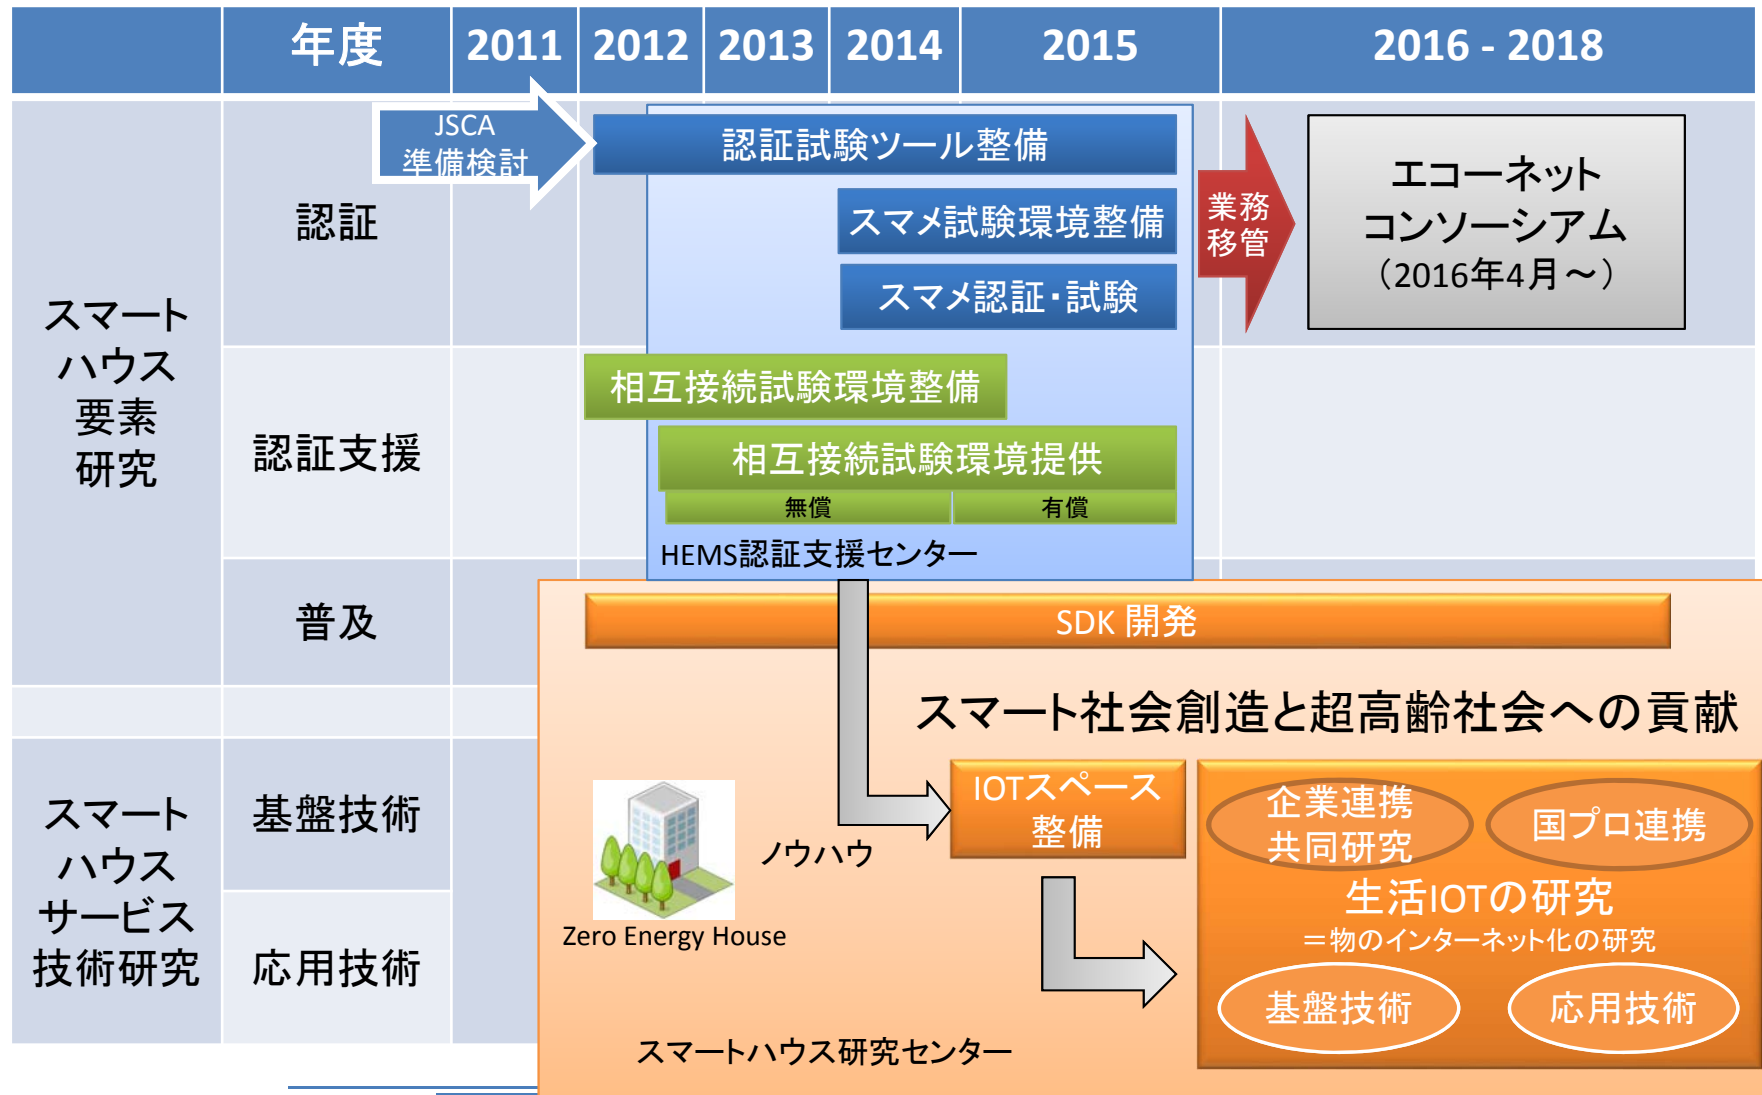 年度
2011
2012
2013
2014
2015
2016 - 2018
スマート
ハウス
要素
研究
認証
JSCA
準備検討
認証試験ツール整備
スマメ試験環境整備
スマメ認証・試験
業務
移管
エコーネット
コンソーシアム
（2016年4月～）
認証支援
相互接続試験環境整備
相互接続試験環境提供
無償
有償
HEMS認証支援センター
普及
SDK 開発
スマート社会創造と超高齢社会への貢献
スマート
ハウス
サービス
技術研究
基盤技術
応用技術
Zero Energy House
ノウハウ
IOTスペース
整備
企業連携
共同研究
国プロ連携
生活IOTの研究
＝物のインターネット化の研究
基盤技術
応用技術
スマートハウス研究センター